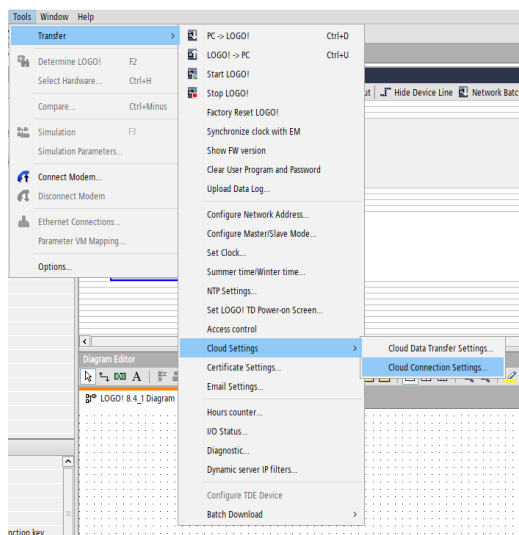 Tools Window Help
Transfer >
Determine LOGO! F2
Select Hardware... Ctrl+H
Compare... Ctrl+Minus
Simulation F3
Simulation Parameters...
Connect Modem...
Disconnect Modem
Ethernet Connections...
Parameter VM Mapping...
Options...
PC -> LOGO! Ctrl+D
LOGO! -> PC Ctrl+U
Start LOGO!
Stop LOGO!
Factory Reset LOGO!
Synchronize clock with EM
Show FW version
Clear User Program and Password
Upload Data Log...
Configure Network Address...
Configure Master/Slave Mode...
Set Clock...
Summer time/Winter time...
NTP Settings...
Set LOGO! TD Power-on Screen...
Access control
Cloud Settings >
Certificate Settings...
Email Settings...
Hours counter...
I/O Status...
Diagnostic...
Dynamic server IP filters...
Configure TDE Device
Batch Download >
Cloud Data Transfer Settings...
Cloud Connection Settings...
ut Hide Device Line Network Batc
Diagram Editor
A
LOGO! 8.4_1 Diagram
nction key